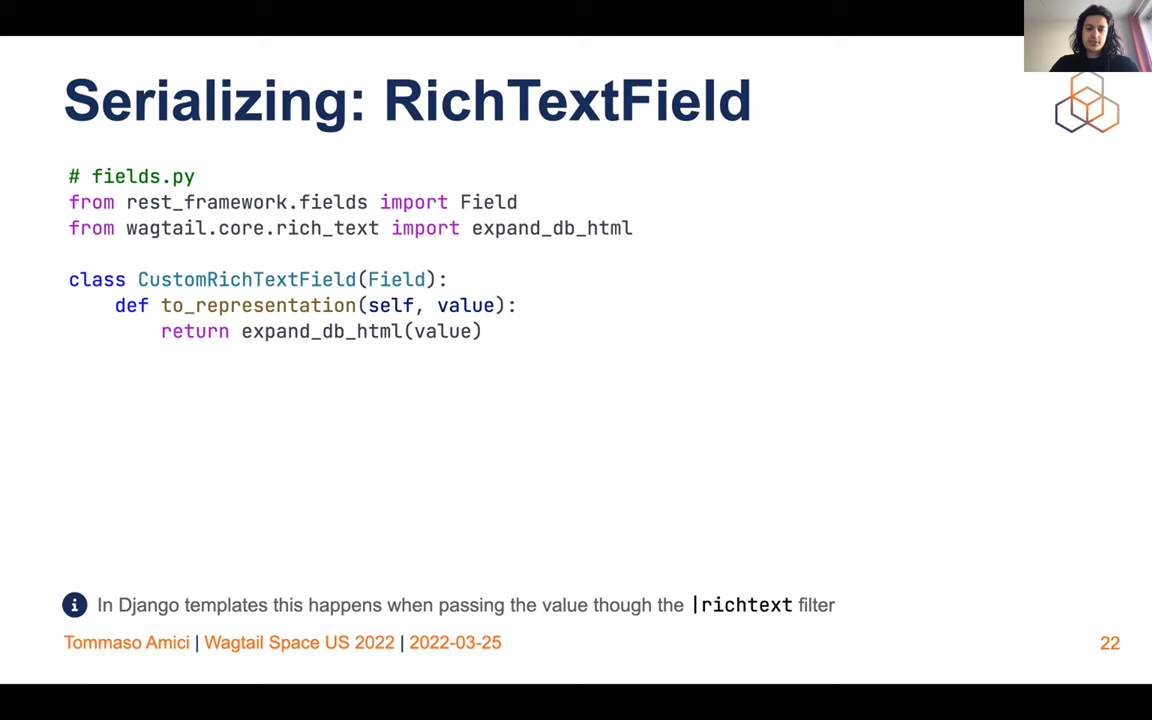 Serializing: RichTextField
# fields.py
from rest_framework.fields import Field
from wagtail.core.rich_text import expand_db_html
class CustomRichTextField(Field):
    def to_representation(self, value):
        return expand_db_html(value)
In Django templates this happens when passing the value though the |richtext filter
Tommaso Amici | Wagtail Space US 2022 | 2022-03-25
22